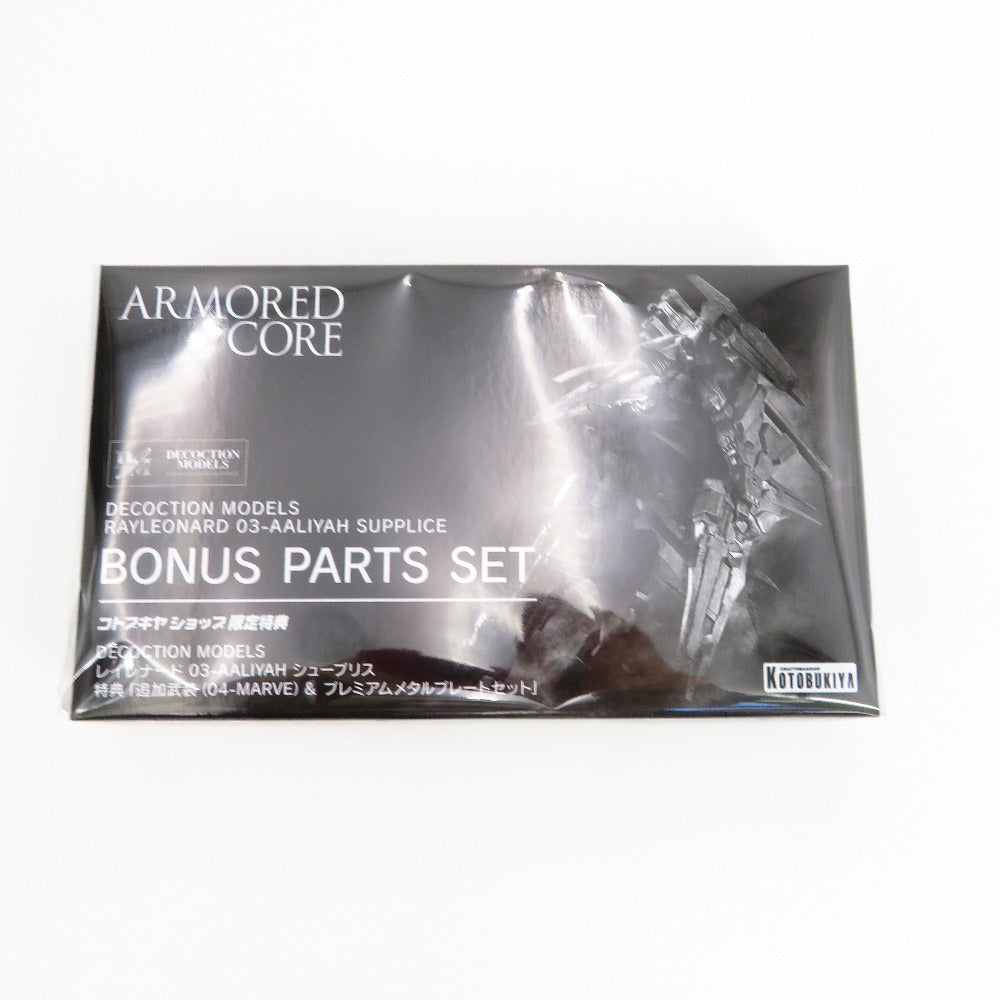 ARMORED
CORE
DM
DECOCTION
MODELS
DECOCTION MODELS
RAYLEONARD 03-AALIYAH SUPPLICE
BONUS PARTS SET
コトブキヤショップ限定特典
DECOCTION MODELS
レイレナード 03-AALIYAH シュープリス
特典「追加武装(04-MARVE) & プレミアムメタルプレートセット」
KOTOBUKIYA